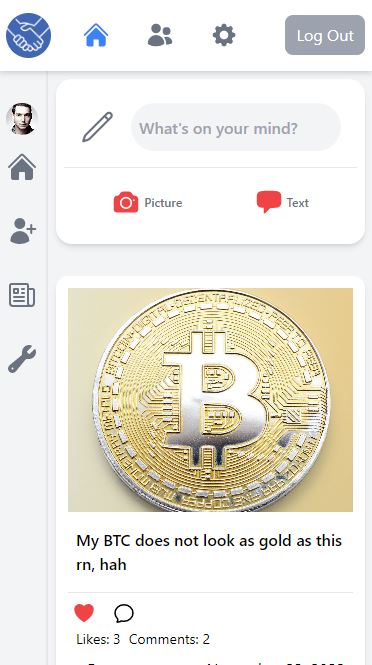 Log Out
What's on your mind?
Picture
Text
My BTC does not look as gold as this
rn, hah
Likes: 3 Comments: 2